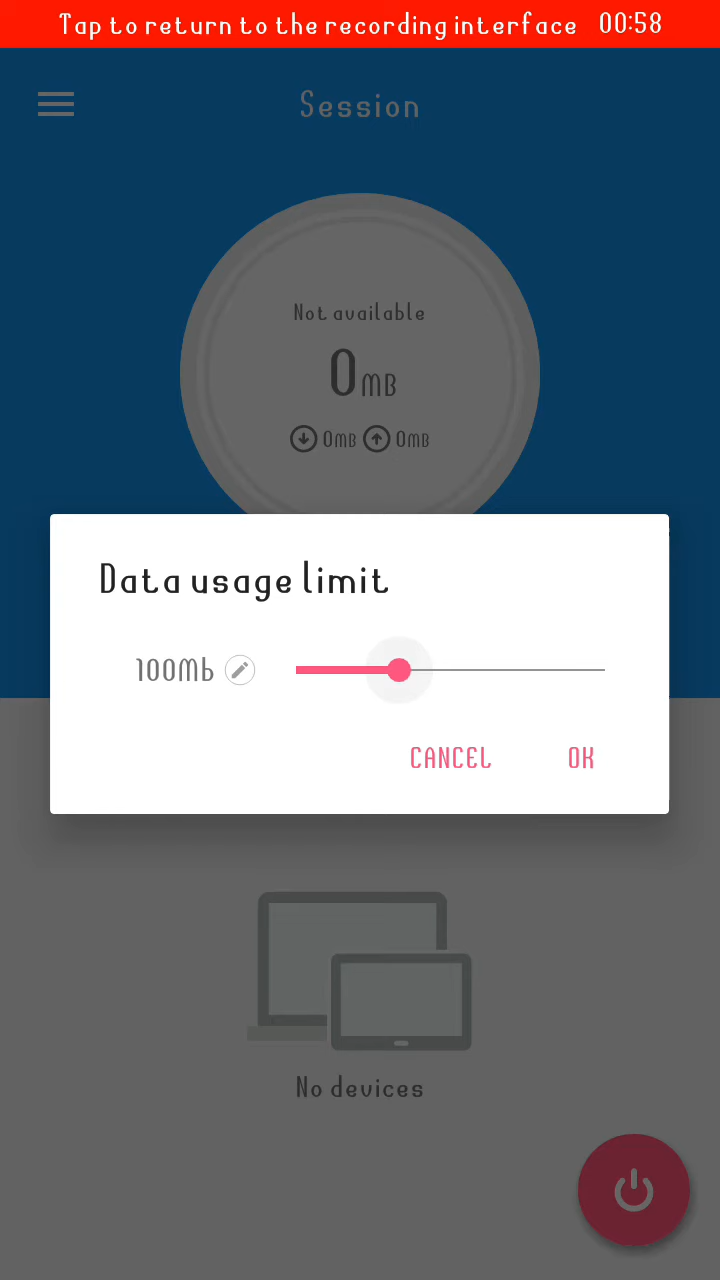 Tap to return to the recording interface 00:58
Session
Not available
0MB
0MB 0MB
Data usage limit
100Mb
CANCEL OK
No devices